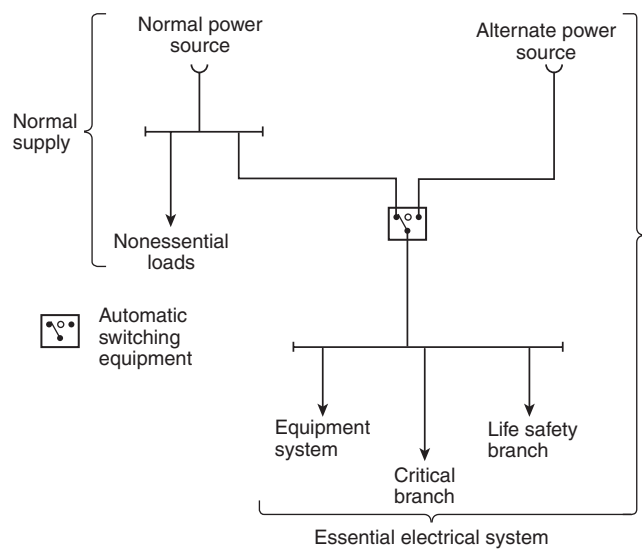 Normal power
source
Alternate power
source
Normal
supply
Nonessential
loads
Automatic
switching
equipment
Equipment
system
Critical
branch
Life safety
branch
Essential electrical system